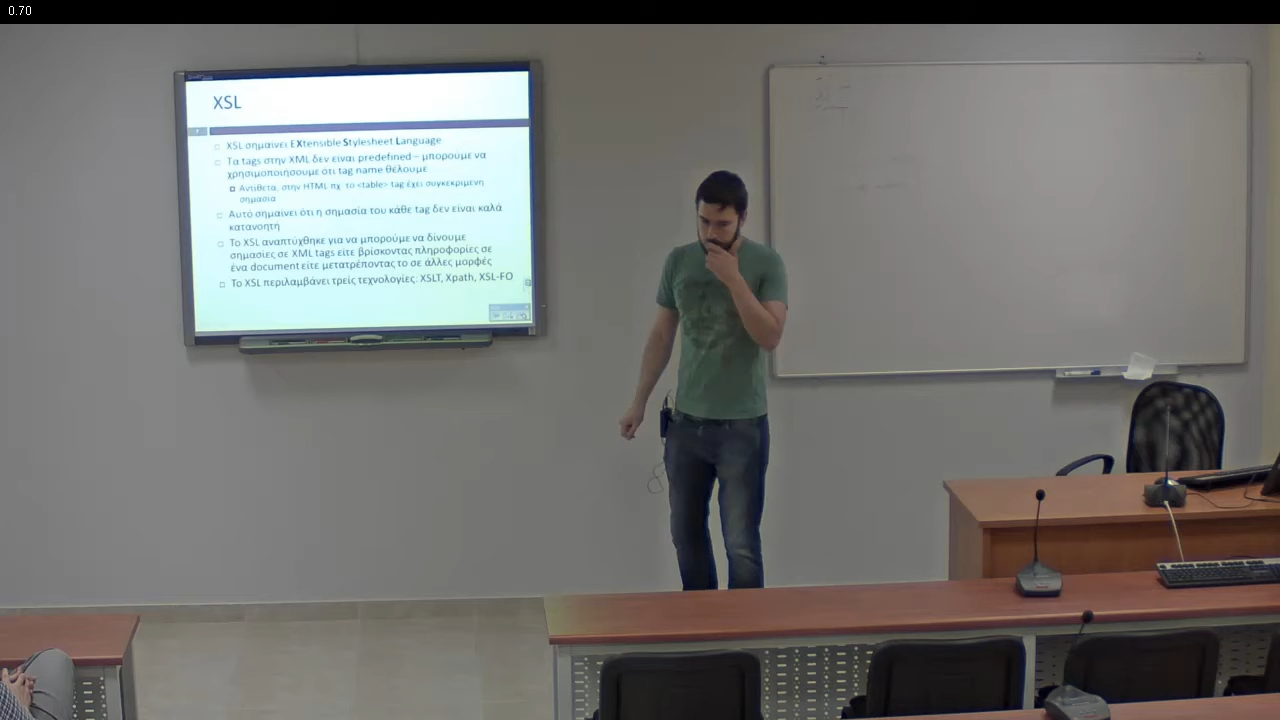 0.70
XSL
7
XSL σημαίνει EXtensible Stylesheet Language
Τα tags στην XML δεν είναι predefined – μπορούμε να
χρησιμοποιήσουμε ότι tag name θέλουμε
Αντίθετα, στην HTML πχ. το <table> tag έχει συγκεκριμένη
σημασία
Αυτό σημαίνει ότι η σημασία του κάθε tag δεν είναι καλά
κατανοητη
Το XSL αναπτύχθηκε για να μπορούμε να δίνουμε
σημασίες σε XML tags είτε βρίσκοντας πληροφορίες σε
ένα document είτε μετατρέποντας το σε άλλες μορφές
Το XSL περιλαμβάνει τρείς τεχνολογίες: XSLT, Xpath, XSL-FO